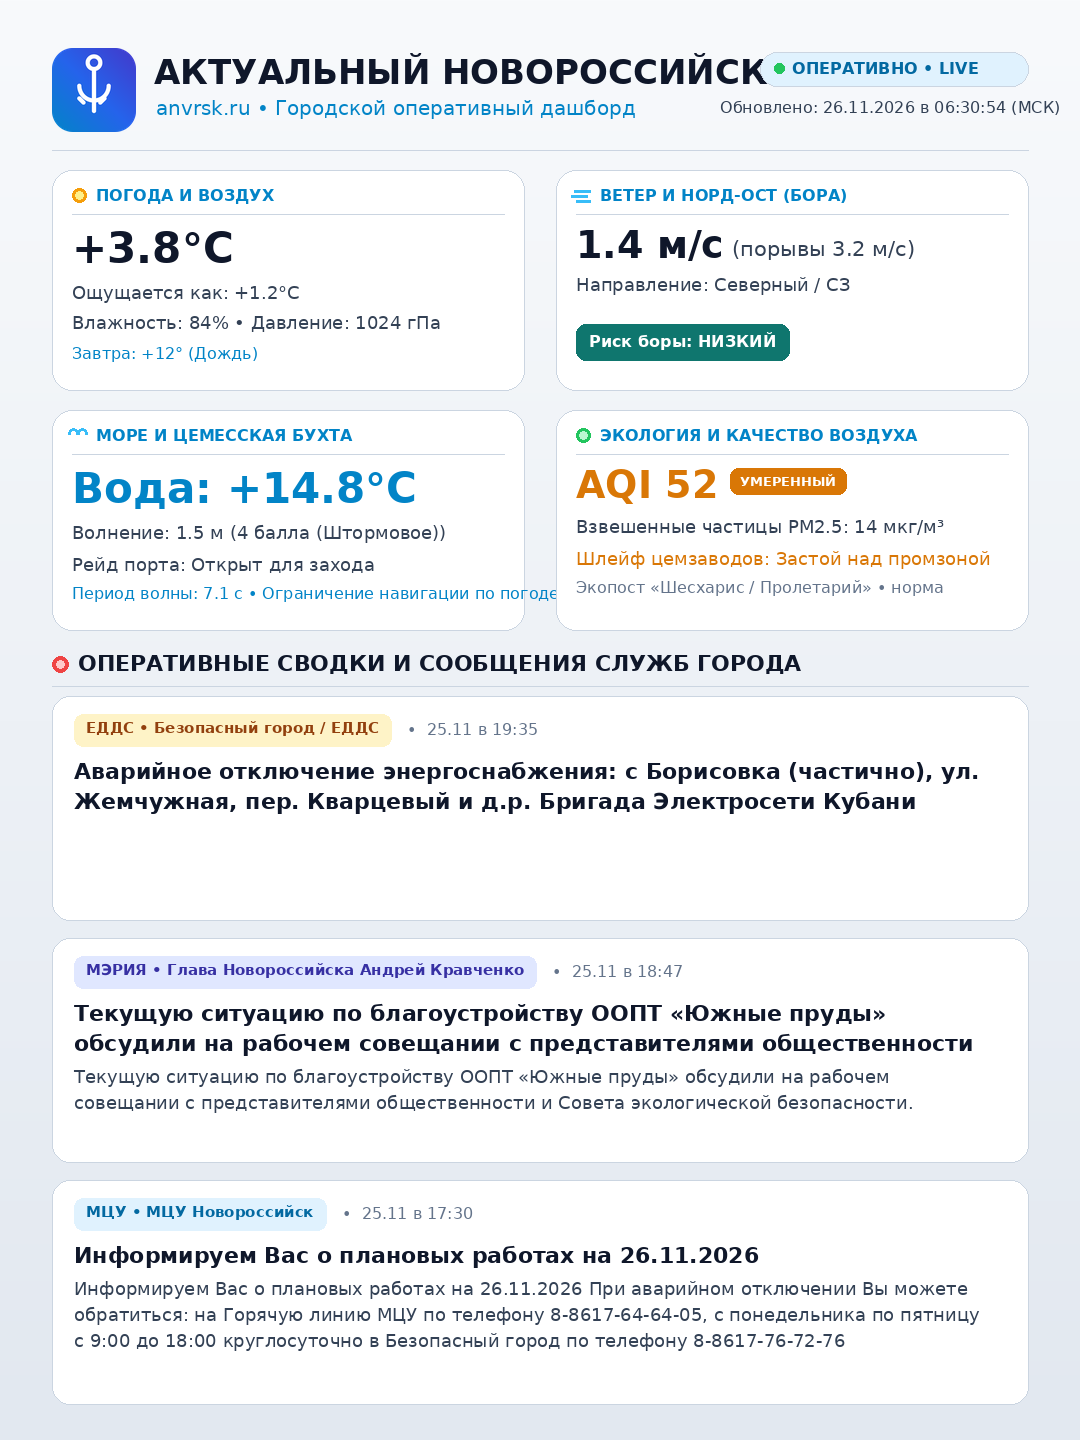 АКТУАЛЬНЫЙ НОВОРОССИЙСК
ОПЕРАТИВНО • LIVE
anvrsk.ru • Городской оперативный дашборд
Обновлено: 26.11.2026 в 06:30:54 (МСК)
ПОГОДА И ВОЗДУХ
+3.8°C
Ощущается как: +1.2°C
Влажность: 84% • Давление: 1024 гПа
Завтра: +12° (Дождь)
ВЕТЕР И НОРД-ОСТ (БОРА)
1.4 м/с (порывы 3.2 м/с)
Направление: Северный / СЗ
Риск боры: НИЗКИЙ
МОРЕ И ЦЕМЕССКАЯ БУХТА
Вода: +14.8°C
Волнение: 1.5 м (4 балла (Штормовое))
Рейд порта: Открыт для захода
Период волны: 7.1 с • Ограничение навигации по погоде
ЭКОЛОГИЯ И КАЧЕСТВО ВОЗДУХА
AQI 52 УМЕРЕННЫЙ
Взвешенные частицы PM2.5: 14 мкг/м³
Шлейф цемзаводов: Застой над промзоной
Экопост «Шесхарис / Пролетарий» • норма
ОПЕРАТИВНЫЕ СВОДКИ И СООБЩЕНИЯ СЛУЖБ ГОРОДА
ЕДДС • Безопасный город / ЕДДС • 25.11 в 19:35
Аварийное отключение энергоснабжения: с Борисовка (частично), ул.
Жемчужная, пер. Кварцевый и д.р. Бригада Электросети Кубани
МЭРИЯ • Глава Новороссийска Андрей Кравченко • 25.11 в 18:47
Текущую ситуацию по благоустройству ООПТ «Южные пруды»
обсудили на рабочем совещании с представителями общественности
Текущую ситуацию по благоустройству ООПТ «Южные пруды» обсудили на рабочем
совещании с представителями общественности и Совета экологической безопасности.
МЦУ • МЦУ Новороссийск • 25.11 в 17:30
Информируем Вас о плановых работах на 26.11.2026
Информируем Вас о плановых работах на 26.11.2026 При аварийном отключении Вы можете
обратиться: на Горячую линию МЦУ по телефону 8-8617-64-64-05, с понедельника по пятницу
с 9:00 до 18:00 круглосуточно в Безопасный город по телефону 8-8617-76-72-76